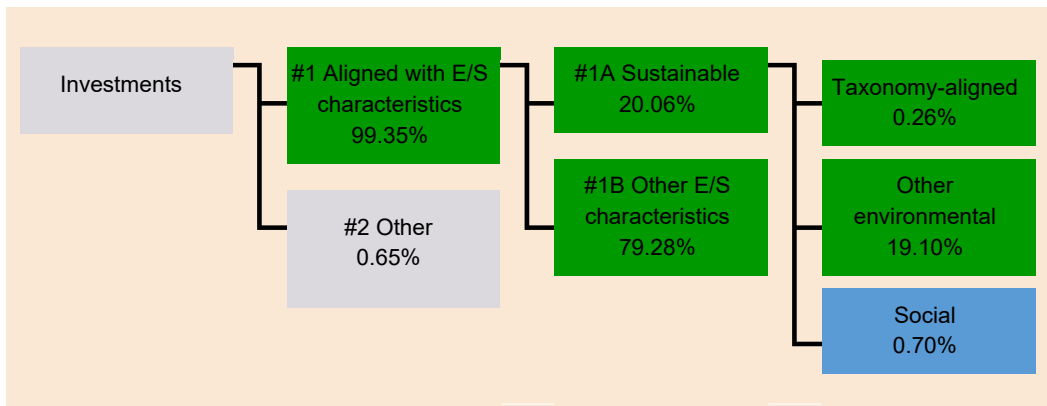 Investments
#1 Aligned with E/S
characteristics
99.35%
#2 Other
0.65%
#1A Sustainable
20.06%
#1B Other E/S
characteristics
79.28%
Taxonomy-aligned
0.26%
Other
environmental
19.10%
Social
0.70%